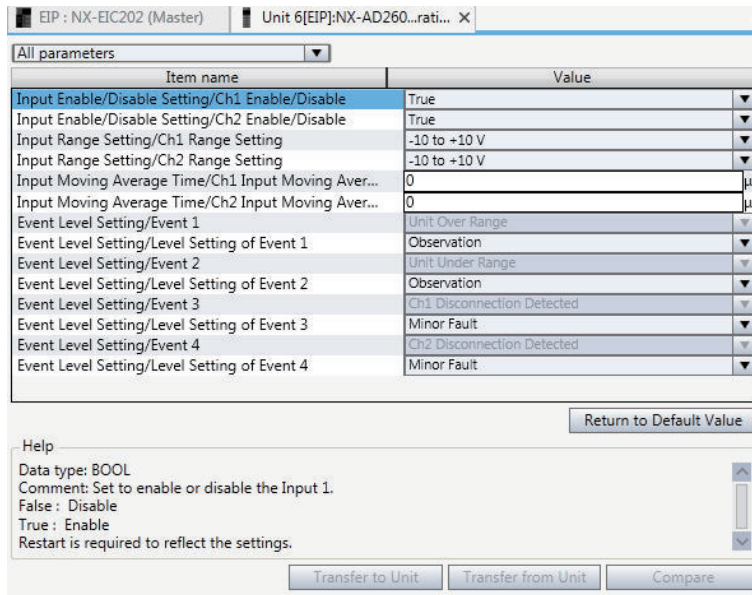 EIP : NX-EIC202 (Master) Unit 6[EIP]:NX-AD260...rati... ×
All parameters
Item name Value
Input Enable/Disable Setting/Ch1 Enable/Disable True
Input Enable/Disable Setting/Ch2 Enable/Disable True
Input Range Setting/Ch1 Range Setting -10 to +10 V
Input Range Setting/Ch2 Range Setting -10 to +10 V
Input Moving Average Time/Ch1 Input Moving Aver... 0 μ
Input Moving Average Time/Ch2 Input Moving Aver... 0 μ
Event Level Setting/Event 1 Unit Over Range
Event Level Setting/Level Setting of Event 1 Observation
Event Level Setting/Event 2 Unit Under Range
Event Level Setting/Level Setting of Event 2 Observation
Event Level Setting/Event 3 Ch1 Disconnection Detected
Event Level Setting/Level Setting of Event 3 Minor Fault
Event Level Setting/Event 4 Ch2 Disconnection Detected
Event Level Setting/Level Setting of Event 4 Minor Fault
Return to Default Value
Help
Data type: BOOL
Comment: Set to enable or disable the Input 1.
False : Disable
True : Enable
Restart is required to reflect the settings.
Transfer to Unit Transfer from Unit Compare